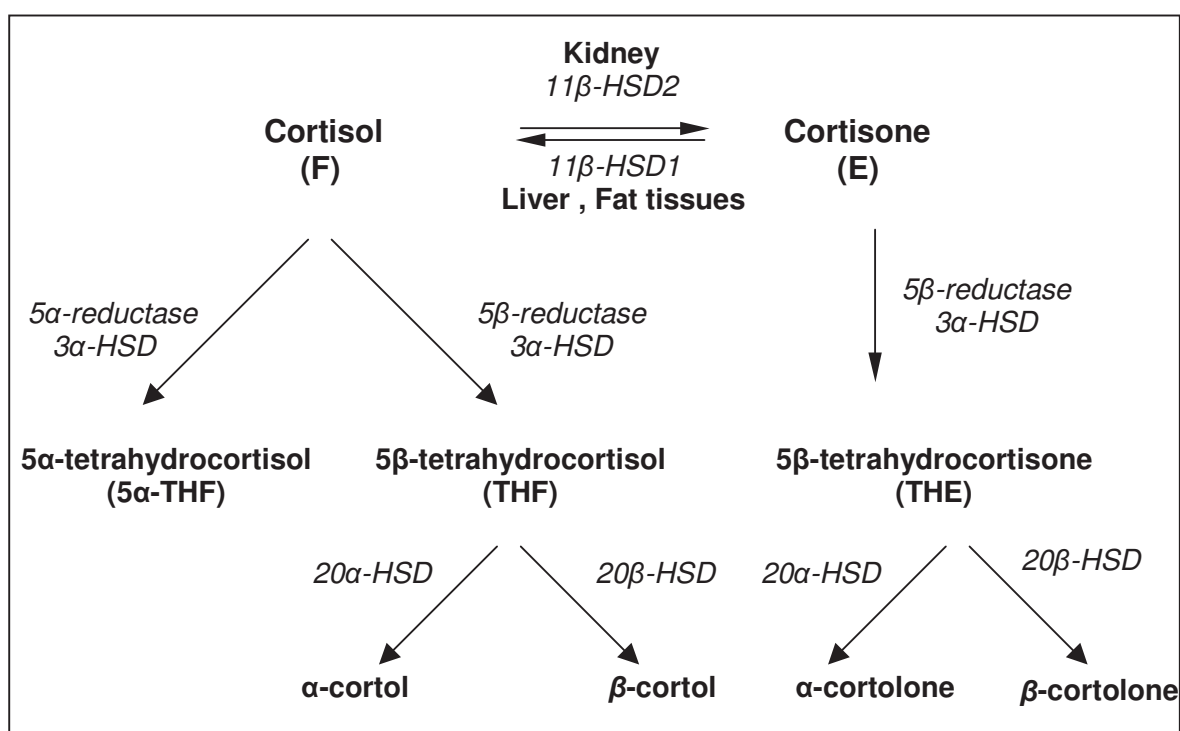 Kidney
11β-HSD2
Cortisol
(F)
Cortisone
(E)
11β-HSD1
Liver , Fat tissues
5α-reductase
3α-HSD
5β-reductase
3α-HSD
5β-reductase
3α-HSD
5α-tetrahydrocortisol
(5α-THF)
5β-tetrahydrocortisol
(THF)
5β-tetrahydrocortisone
(THE)
20α-HSD
20β-HSD
20α-HSD
20β-HSD
α-cortol
β-cortol
α-cortolone
β-cortolone